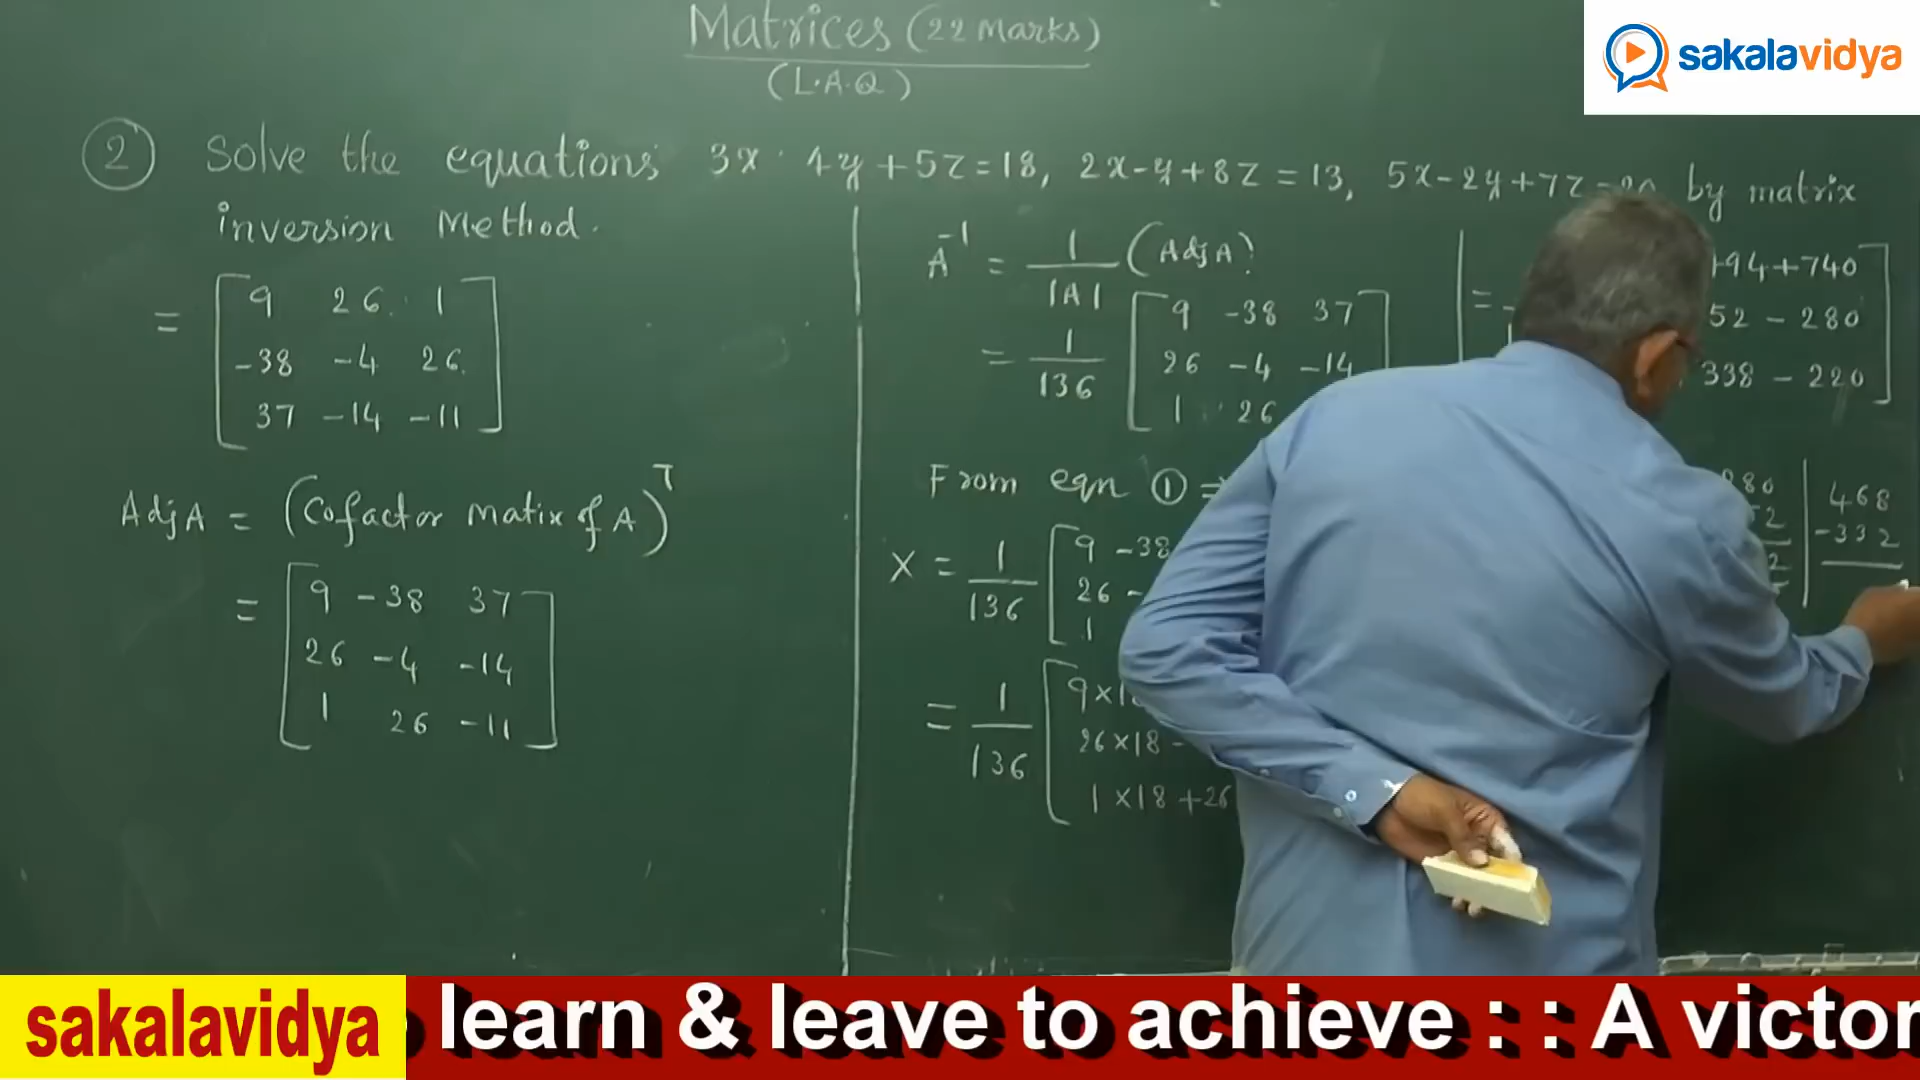 Matrices (22 Marks)
(L.A.Q)
sakalavidya
2 Solve the equations 3x 4y + 5z = 18, 2x - y + 8z = 13, 5x - 2y + 7z = 20 by matrix
inversion Method.
= [ 9 26 1
-38 -4 26
37 -14 -11 ]
Adj A = (Cofactor Matix of A)^T
= [ 9 -38 37
26 -4 -14
1 26 -11 ]
A^-1 = 1/|A| (Adj A)
= 1/136 [ 9 -38 37
26 -4 -14
1 26
From eqn ① ⇒
X = 1/136 [ 9 -38
26 -
1
= 1/136 [ 9×1
26×18 -
1×18 + 26
=
94 + 740
52 - 280
338 - 220 ]
468
-332
sakalavidya
learn & leave to achieve : : A victor